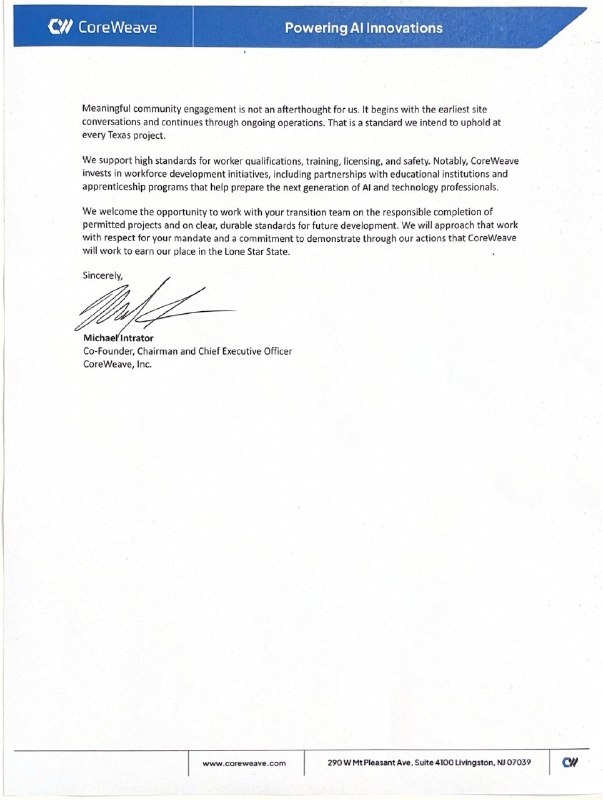 CW CoreWeave
Powering AI Innovations
Meaningful community engagement is not an afterthought for us. It begins with the earliest site
conversations and continues through ongoing operations. That is a standard we intend to uphold at
every Texas project.
We support high standards for worker qualifications, training, licensing, and safety. Notably, CoreWeave
invests in workforce development initiatives, including partnerships with educational institutions and
apprenticeship programs that help prepare the next generation of AI and technology professionals.
We welcome the opportunity to work with your transition team on the responsible completion of
permitted projects and on clear, durable standards for future development. We will approach that work
with respect for your mandate and a commitment to demonstrate through our actions that CoreWeave
will work to earn our place in the Lone Star State.
Sincerely,
Michael Intrator
Co-Founder, Chairman and Chief Executive Officer
CoreWeave, Inc.
www.coreweave.com
290 W Mt Pleasant Ave, Suite 4100 Livingston, NJ 07039
CW